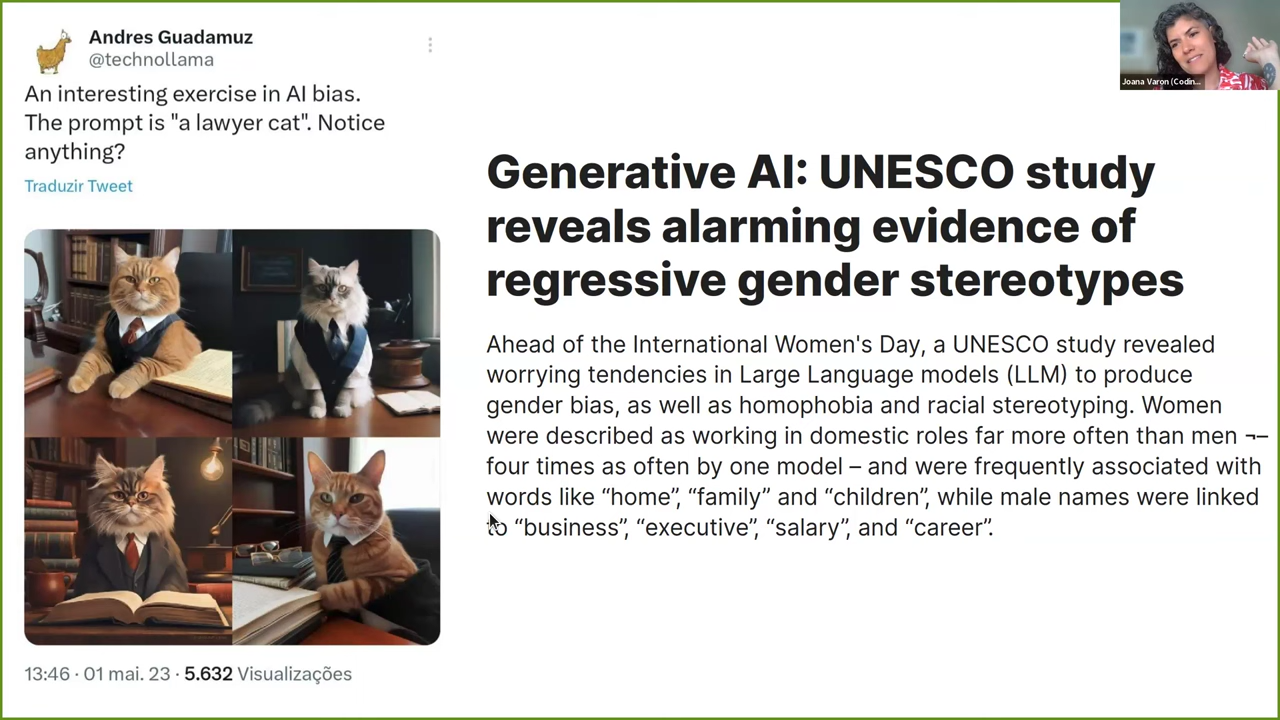 Andres Guadamuz
@technollama
An interesting exercise in AI bias.
The prompt is "a lawyer cat". Notice
anything?
Traduzir Tweet
13:46 · 01 mai. 23 · 5.632 Visualizações
Generative AI: UNESCO study
reveals alarming evidence of
regressive gender stereotypes
Ahead of the International Women's Day, a UNESCO study revealed
worrying tendencies in Large Language models (LLM) to produce
gender bias, as well as homophobia and racial stereotyping. Women
were described as working in domestic roles far more often than men ¬–
four times as often by one model – and were frequently associated with
words like “home”, “family” and “children”, while male names were linked
to “business”, “executive”, “salary”, and “career”.
Joana Varon (Codin...